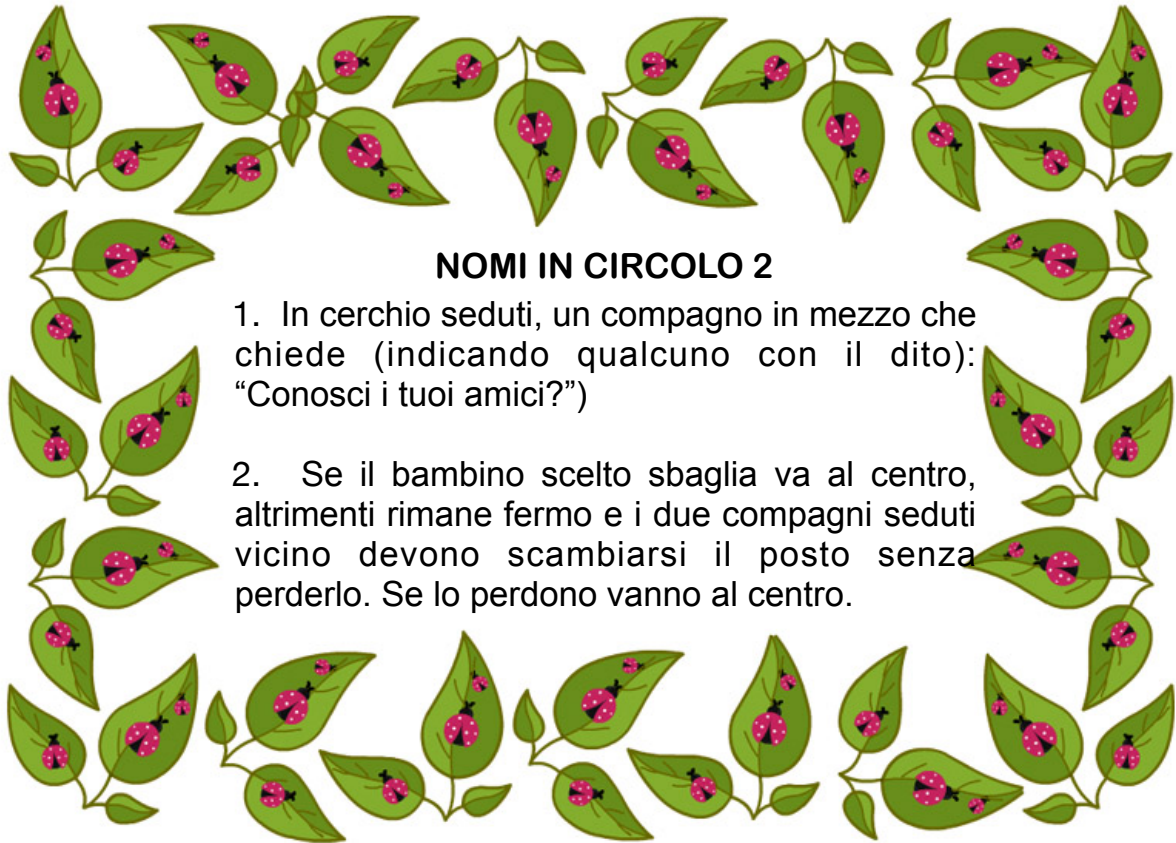 NOMI IN CIRCOLO 2
1. In cerchio seduti, un compagno in mezzo che
chiede (indicando qualcuno con il dito):
“Conosci i tuoi amici?”)
2. Se il bambino scelto sbaglia va al centro,
altrimenti rimane fermo e i due compagni seduti
vicino devono scambiarsi il posto senza
perderlo. Se lo perdono vanno al centro.